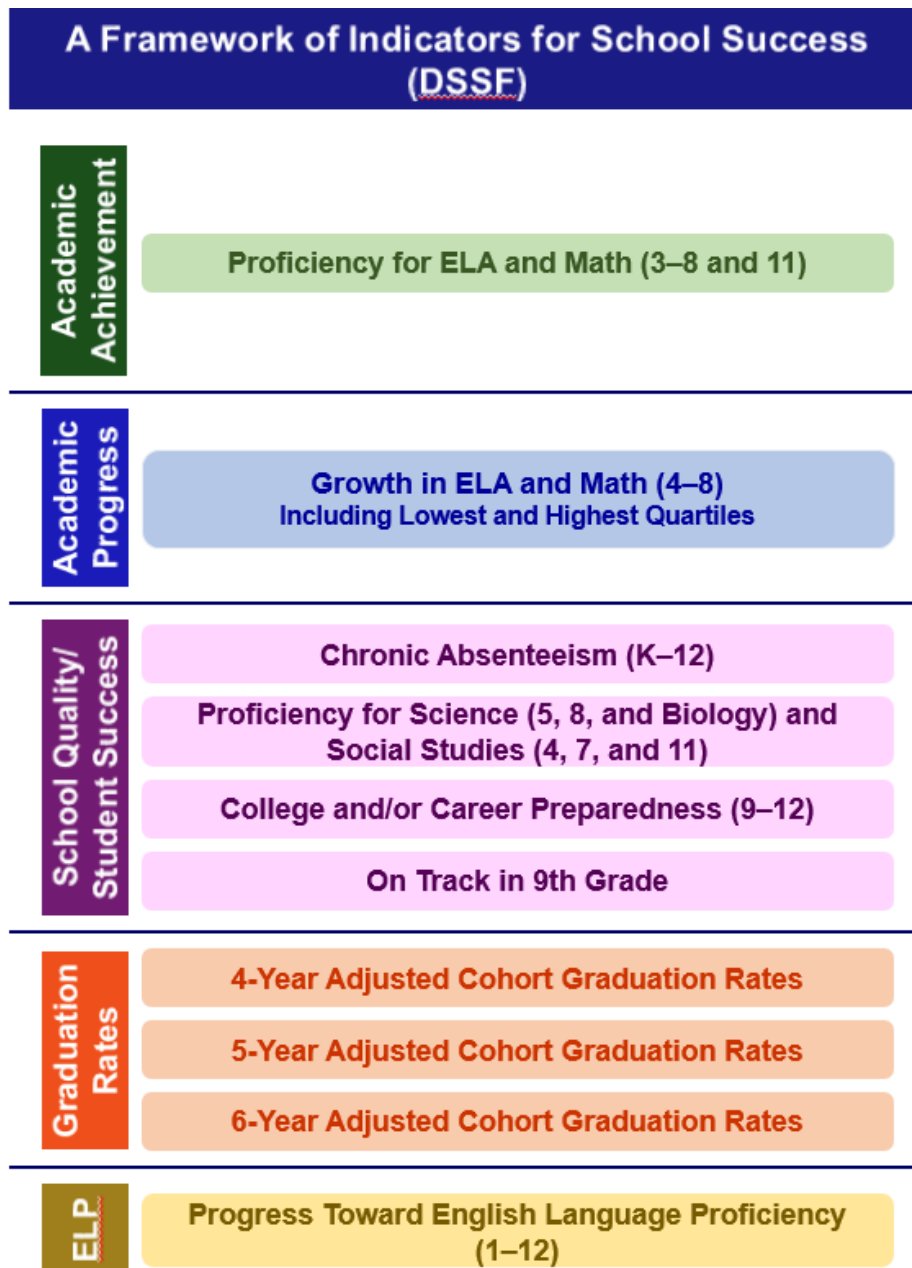 A Framework of Indicators for School Success
(DSSF)
Academic
Achievement
Proficiency for ELA and Math (3–8 and 11)
Academic
Progress
Growth in ELA and Math (4–8)
Including Lowest and Highest Quartiles
School Quality/
Student Success
Chronic Absenteeism (K–12)
Proficiency for Science (5, 8, and Biology) and
Social Studies (4, 7, and 11)
College and/or Career Preparedness (9–12)
On Track in 9th Grade
Graduation
Rates
4-Year Adjusted Cohort Graduation Rates
5-Year Adjusted Cohort Graduation Rates
6-Year Adjusted Cohort Graduation Rates
ELP
Progress Toward English Language Proficiency
(1–12)